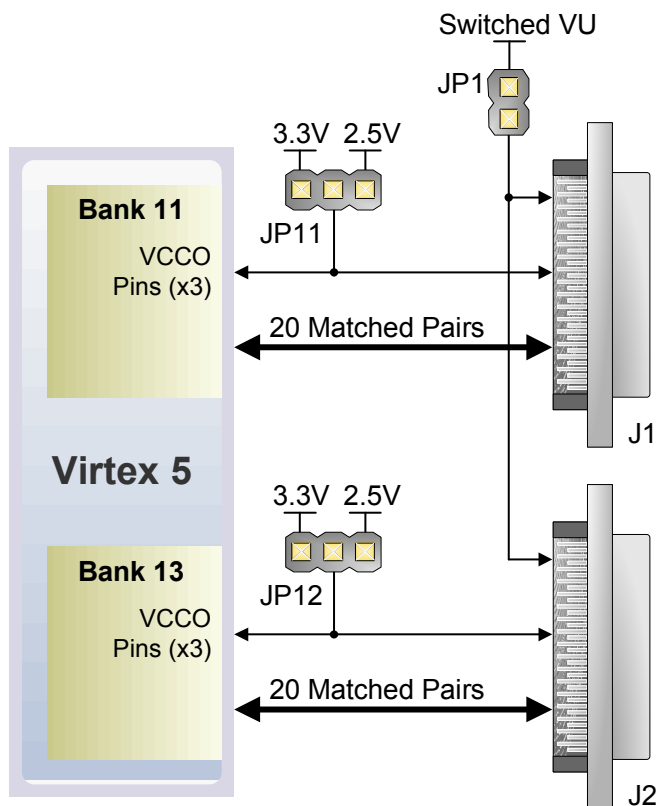 Switched VU
JP1
3.3V 2.5V
JP11
Bank 11
VCCO
Pins (x3)
20 Matched Pairs
J1
Virtex 5
3.3V 2.5V
JP12
Bank 13
VCCO
Pins (x3)
20 Matched Pairs
J2